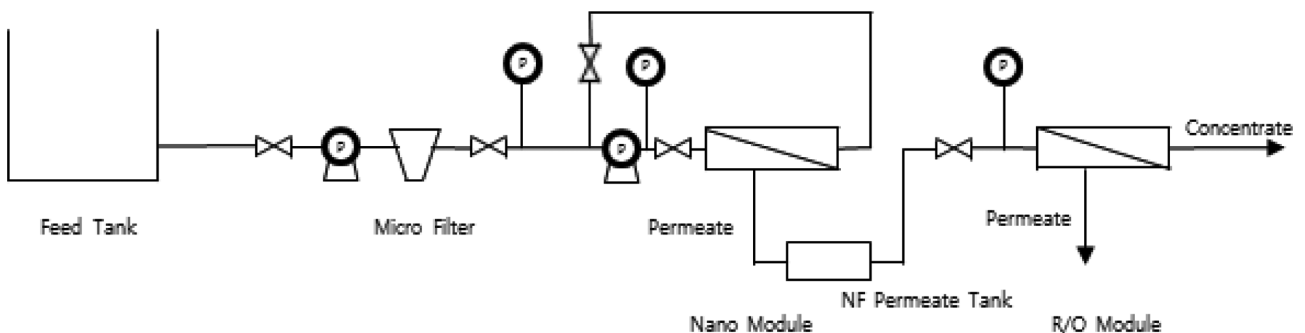 P
P
P
P
P
Concentrate
Feed Tank
Micro Filter
Permeate
Permeate
NF Permeate Tank
Nano Module
R/O Module